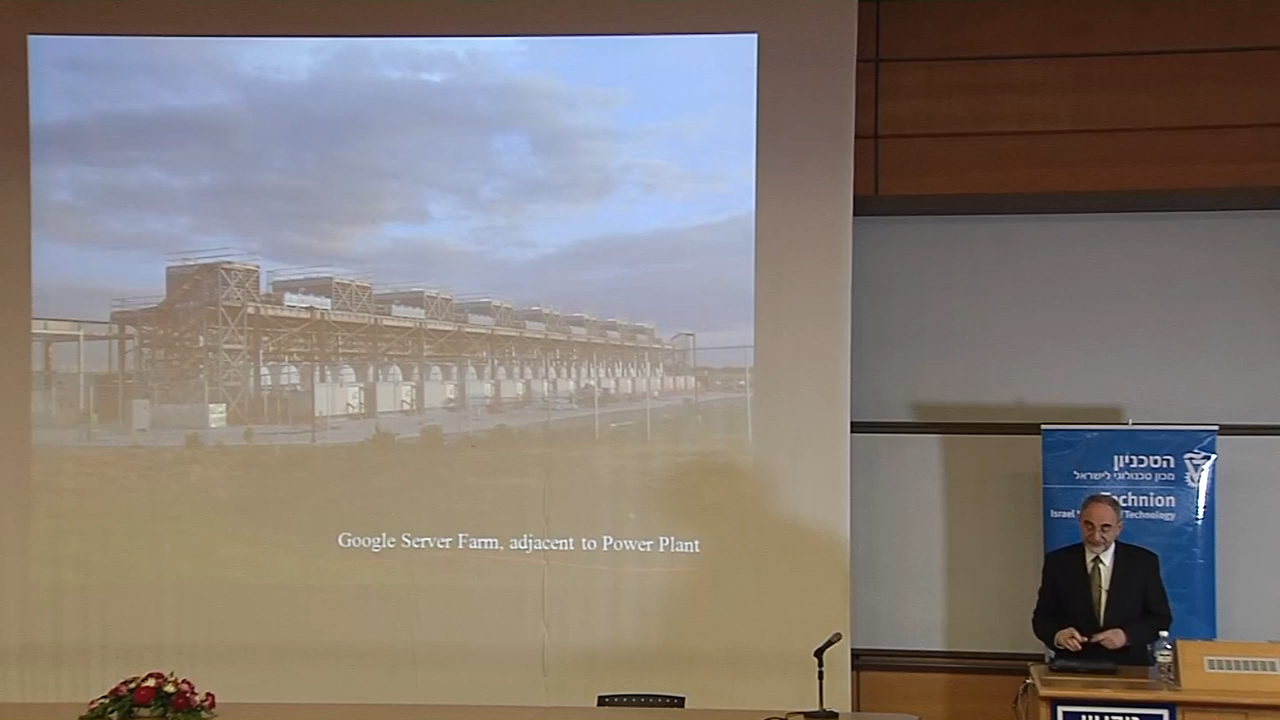 Google Server Farm, adjacent to Power Plant
הטכניון
מכון טכנולוגי לישראל
Technion
Israel
Technology